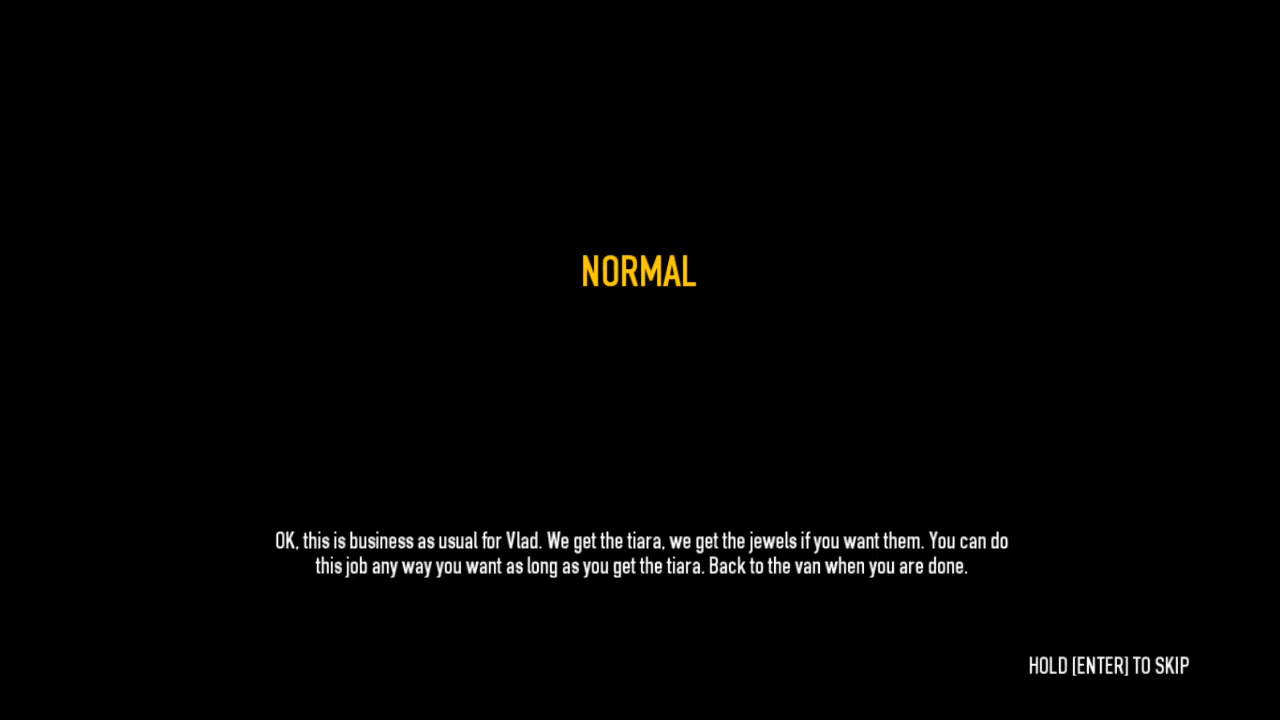 NORMAL
OK, this is business as usual for Vlad. We get the tiara, we get the jewels if you want them. You can do
this job any way you want as long as you get the tiara. Back to the van when you are done.
HOLD [ENTER] TO SKIP